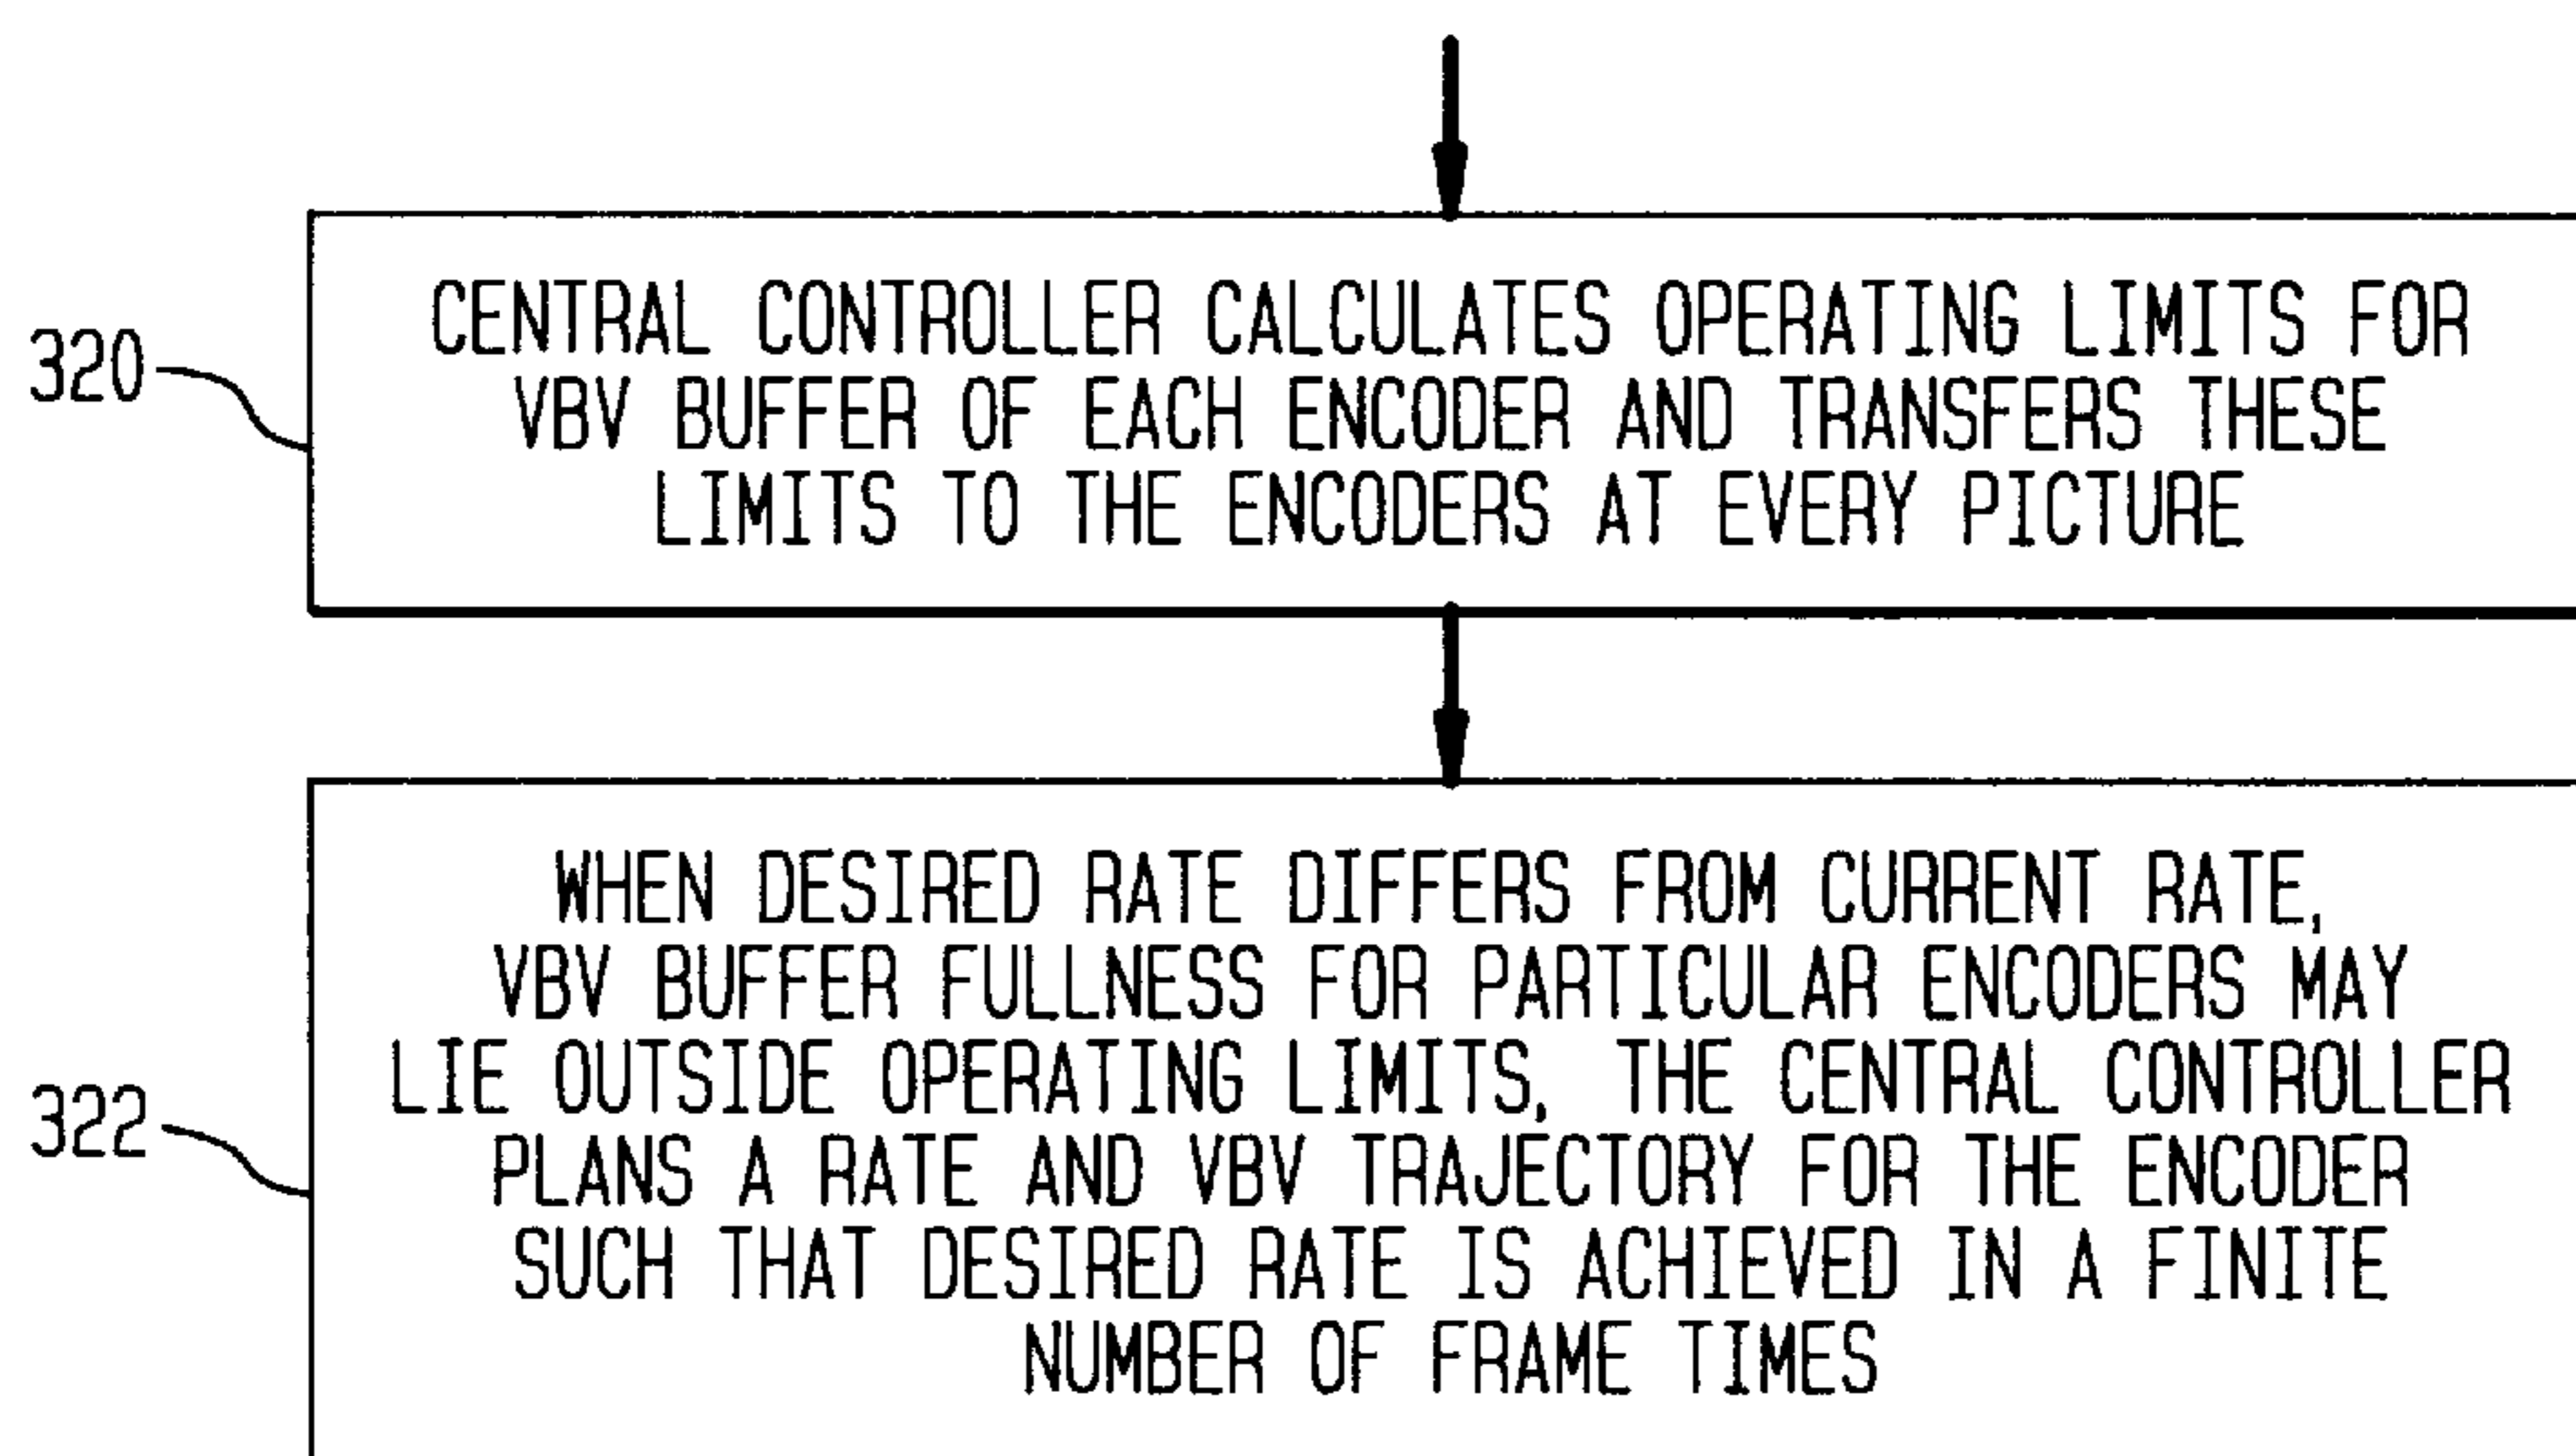 CENTRAL CONTROLLER CALCULATES OPERATING LIMITS FOR
320
VBV BUFFER OF EACH ENCODER AND TRANSFERS THESE
LIMITS TO THE ENCODERS AT EVERY PICTURE
WHEN DESIRED RATE DIFFERS FROM CURRENT RATE,
VBV BUFFER FULLNESS FOR PARTICULAR ENCODERS MAY
LIE OUTSIDE OPERATING LIMITS, THE CENTRAL CONTROLLER
322
PLANS A RATE AND VBV TRAJECTORY FOR THE ENCODER
SUCH THAT DESIRED RATE IS ACHIEVED IN A FINITE
NUMBER OF FRAME TIMES